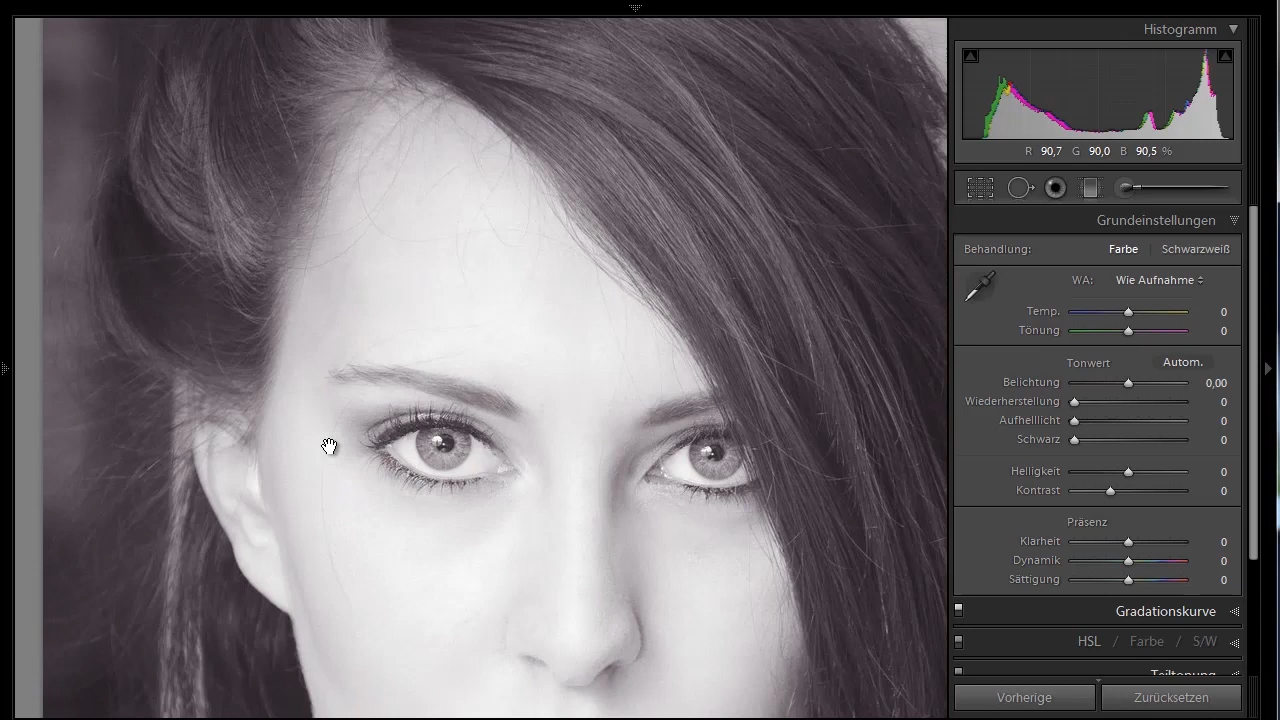 Histogramm
R 90,7 G 90,0 B 90,5 %
Grundeinstellungen
Behandlung: Farbe Schwarzweiß
WA: Wie Aufnahme
Temp. 0
Tönung 0
Tonwert Autom.
Belichtung 0,00
Wiederherstellung 0
Aufhelllicht 0
Schwarz 0
Helligkeit 0
Kontrast 0
Präsenz
Klarheit 0
Dynamik 0
Sättigung 0
Gradationskurve
HSL / Farbe / S/W
Teiltonung
Vorherige Zurücksetzen